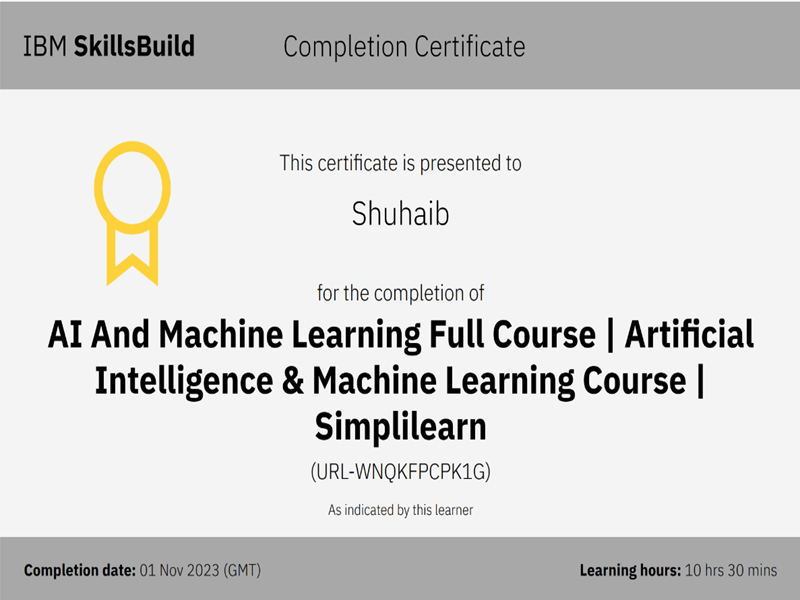 IBM SkillsBuild
Completion Certificate
This certificate is presented to
Shuhaib
for the completion of
AI And Machine Learning Full Course | Artificial
Intelligence & Machine Learning Course |
Simplilearn
(URL-WNQKFPCPK1G)
As indicated by this learner
Completion date: 01 Nov 2023 (GMT)
Learning hours: 10 hrs 30 mins